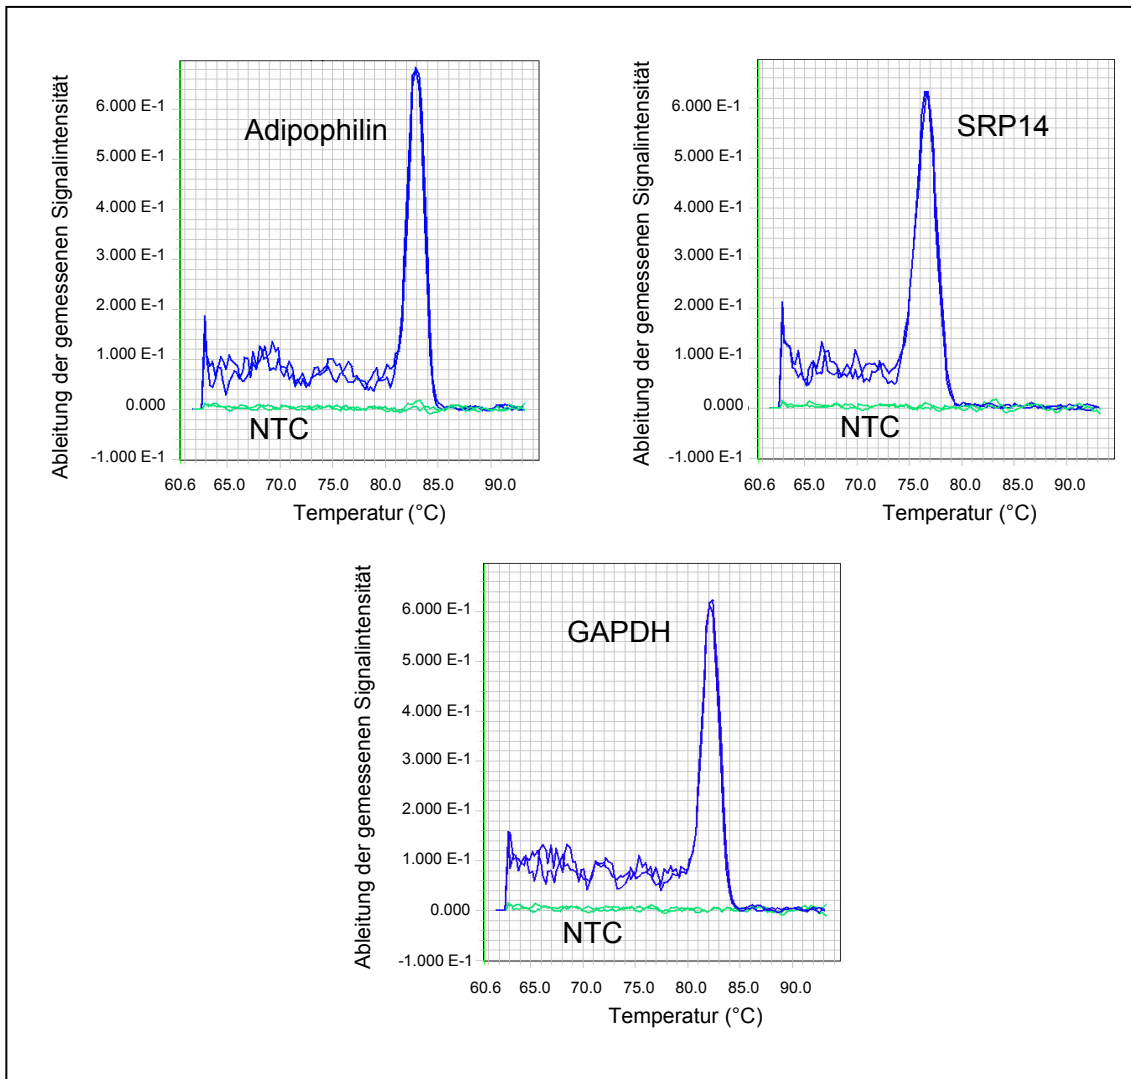 Ableitung der gemessenen Signalintensität
6.000 E-1
5.000 E-1
4.000 E-1
3.000 E-1
2.000 E-1
1.000 E-1
0.000
-1.000 E-1
Adipophilin
NTC
60.6 65.0 70.0 75.0 80.0 85.0 90.0
Temperatur (°C)
Ableitung der gemessenen Signalintensität
6.000 E-1
5.000 E-1
4.000 E-1
3.000 E-1
2.000 E-1
1.000 E-1
0.000
-1.000 E-1
SRP14
NTC
60.6 65.0 70.0 75.0 80.0 85.0 90.0
Temperatur (°C)
Ableitung der gemessenen Signalintensität
6.000 E-1
5.000 E-1
4.000 E-1
3.000 E-1
2.000 E-1
1.000 E-1
0.000
-1.000 E-1
GAPDH
NTC
60.6 65.0 70.0 75.0 80.0 85.0 90.0
Temperatur (°C)